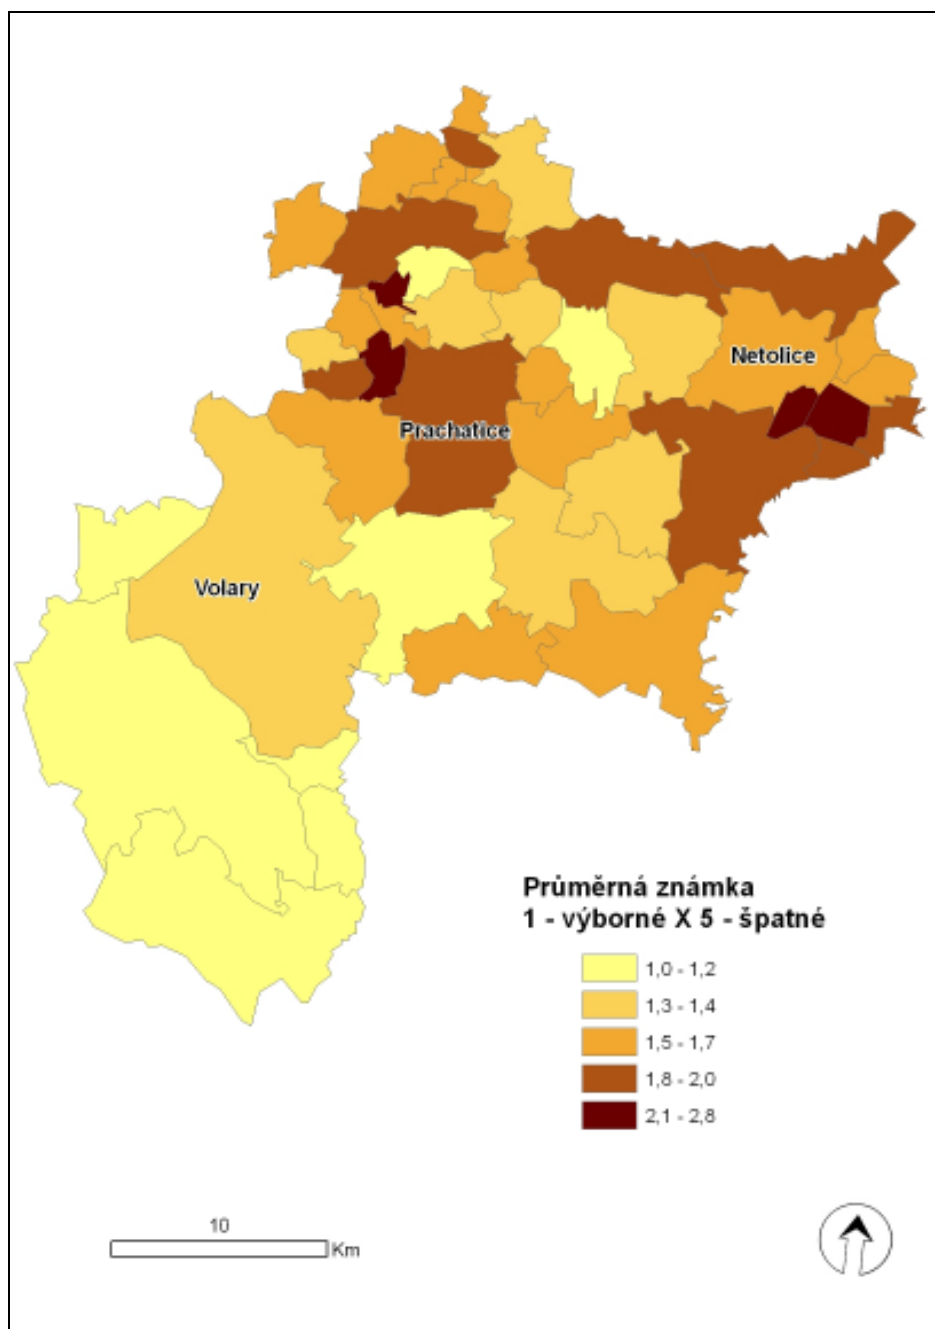 Netolice
Prachatice
Volary
Průměrná známka
1 - výborné X 5 - špatné
1,0 - 1,2
1,3 - 1,4
1,5 - 1,7
1,8 - 2,0
2,1 - 2,8
10
Km